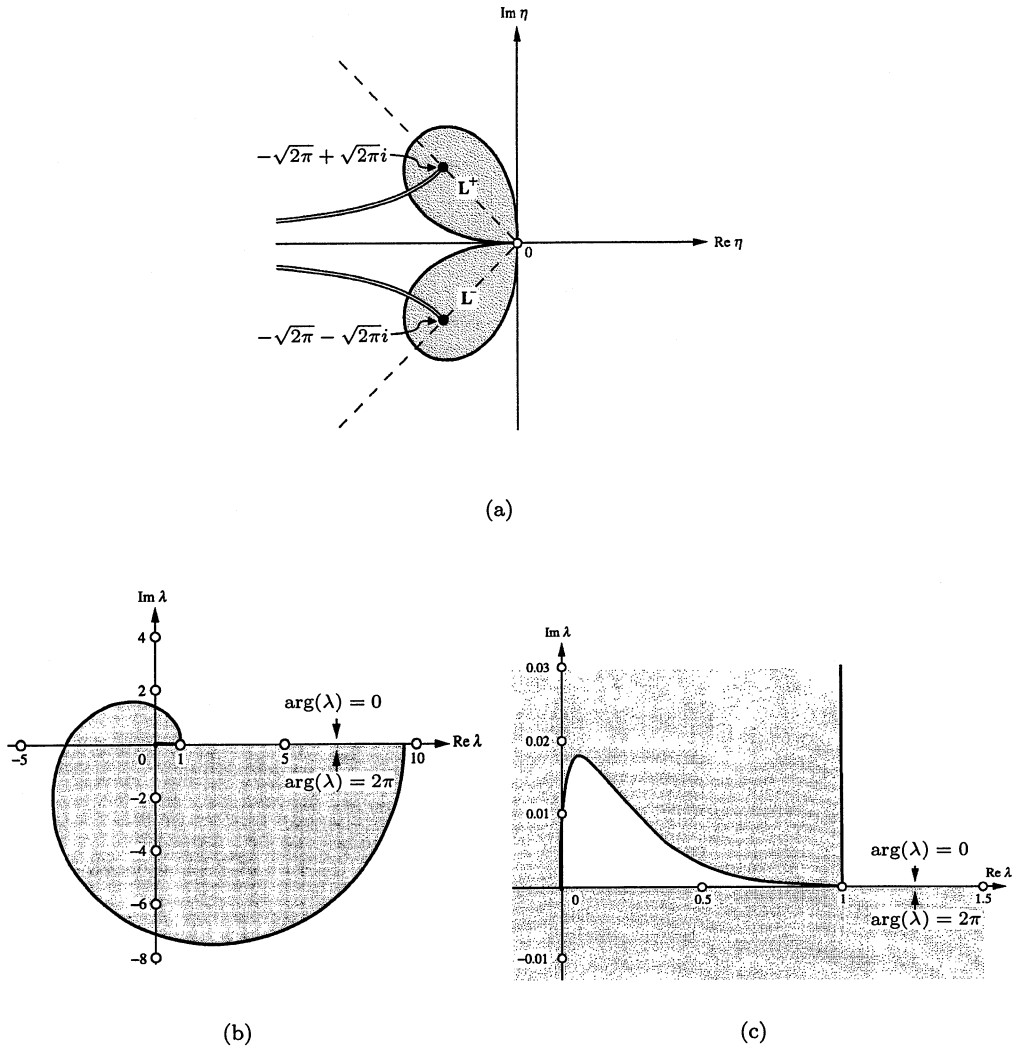 Im η
−√2π + √2πi
L⁺
Re η
0
L⁻
−√2π − √2πi
(a)
Im λ
4
2
arg(λ) = 0
Re λ
−5
0
1
5
10
arg(λ) = 2π
−2
−4
−6
−8
(b)
Im λ
0.03
0.02
0.01
arg(λ) = 0
Re λ
0
0.5
1
1.5
arg(λ) = 2π
−0.01
(c)